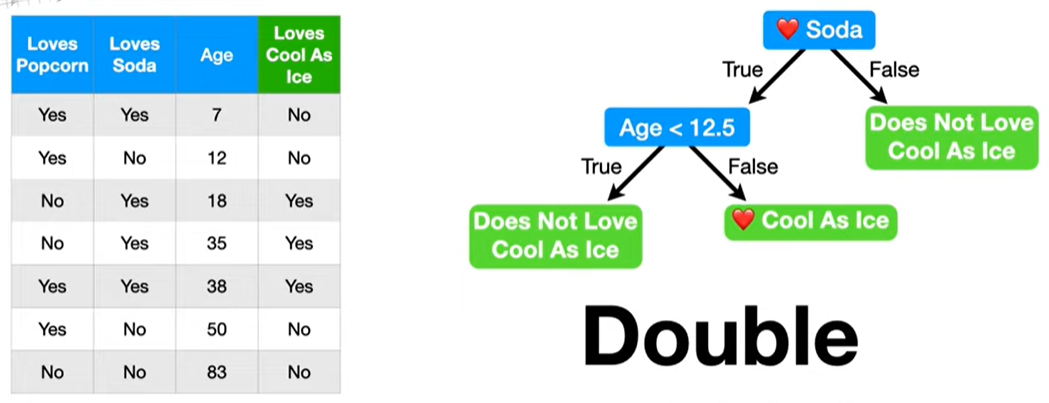 Loves Popcorn Loves Soda Age Loves Cool As Ice
Yes Yes 7 No
Yes No 12 No
No Yes 18 Yes
No Yes 35 Yes
Yes Yes 38 Yes
Yes No 50 No
No No 83 No
❤️ Soda
True False
Age < 12.5
Does Not Love
Cool As Ice
True False
Does Not Love
Cool As Ice
❤️ Cool As Ice
Double